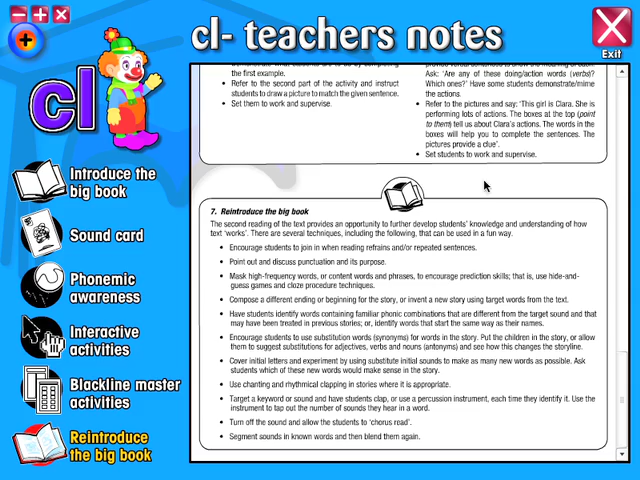 cl- teachers notes
Exit
cl
Introduce the
big book
Sound card
Phonemic
awareness
Interactive
activities
Blackline master
activities
Reintroduce
the big book
the first example.
• Refer to the second part of the activity and instruct
students to draw a picture to match the given sentence.
• Set them to work and supervise.
Ask: 'Are any of these doing/action words (verbs)?
Which ones?' Have some students demonstrate/mime
the actions.
• Refer to the pictures and say: 'This girl is Clara. She is
performing lots of actions. The boxes at the top (point
to them) tell us about Clara's actions. The words in the
boxes will help you to complete the sentences. The
pictures provide a clue'.
• Set students to work and supervise.
7. Reintroduce the big book
The second reading of the text provides an opportunity to further develop students' knowledge and understanding of how
text 'works'. There are several techniques, including the following, that can be used in a fun way.
• Encourage students to join in when reading refrains and/or repeated sentences.
• Point out and discuss punctuation and its purpose.
• Mask high-frequency words, or content words and phrases, to encourage prediction skills; that is, use hide-and-
guess games and cloze procedure techniques.
• Compose a different ending or beginning for the story, or invent a new story using target words from the text.
• Have students identify words containing familiar phonic combinations that are different from the target sound and that
may have been treated in previous stories; or, identify words that start the same way as their names.
• Encourage students to use substitution words (synonyms) for words in the story. Put the children in the story, or allow
them to suggest substitutions for adjectives, verbs and nouns (antonyms) and see how this changes the storyline.
• Cover initial letters and experiment by using substitute initial sounds to make as many new words as possible. Ask
students which of these new words would make sense in the story.
• Use chanting and rhythmical clapping in stories where it is appropriate.
• Target a keyword or sound and have students clap, or use a percussion instrument, each time they identify it. Use the
instrument to tap out the number of sounds they hear in a word.
• Turn off the sound and allow the students to 'chorus read'.
• Segment sounds in known words and then blend them again.